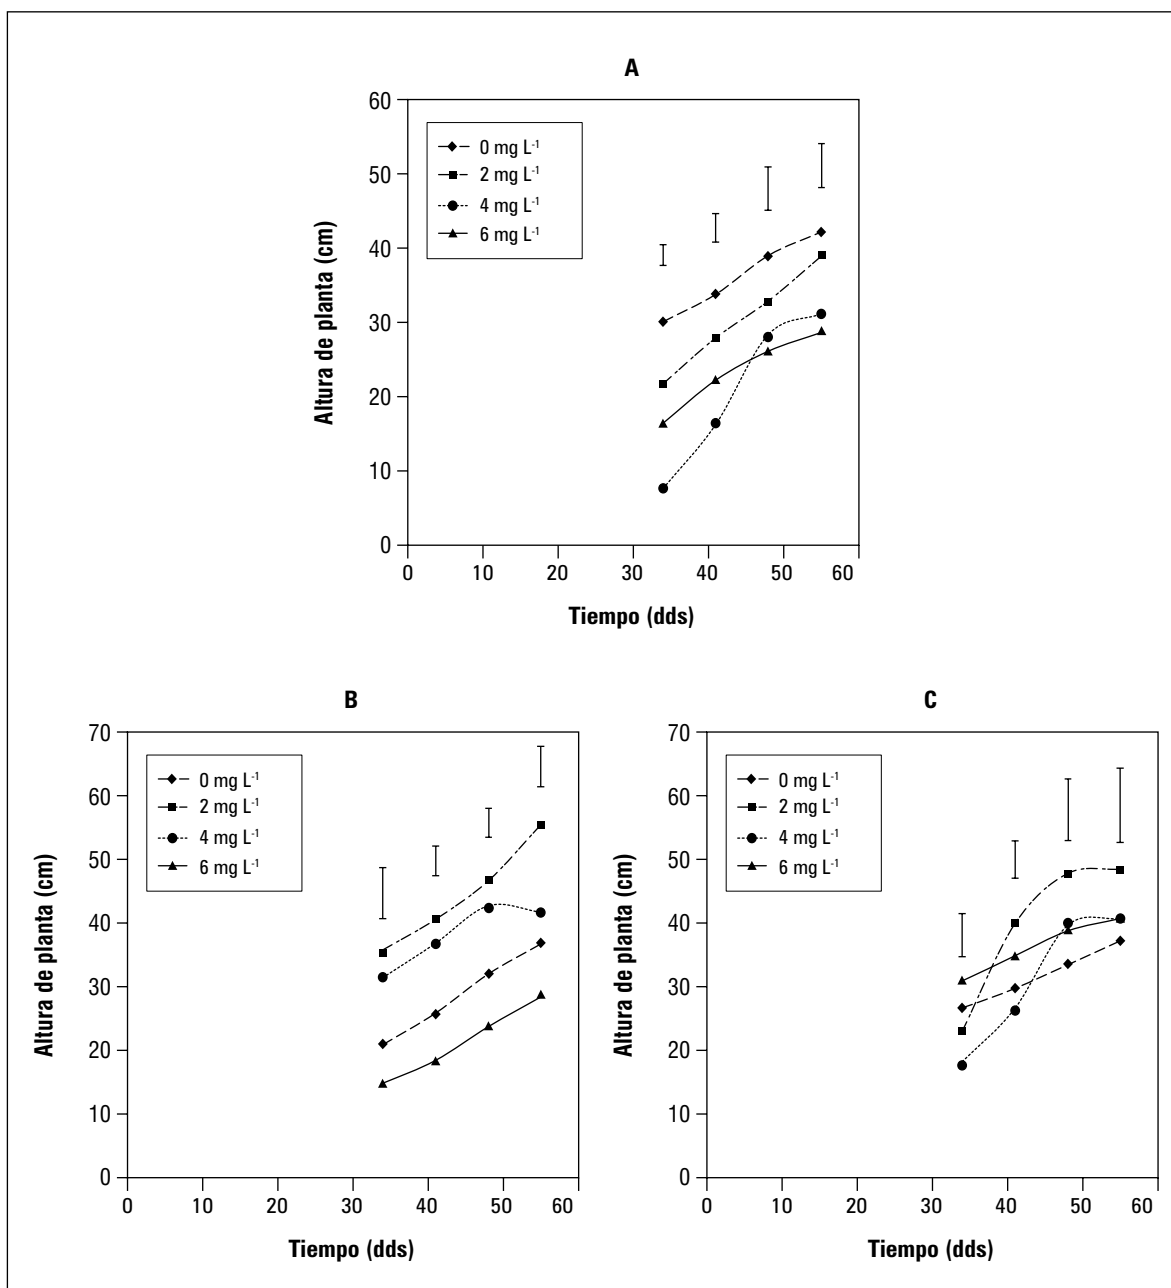 A
60
50
40
30
20
10
0
Altura de planta (cm)
0 mg L⁻¹
2 mg L⁻¹
4 mg L⁻¹
6 mg L⁻¹
0 10 20 30 40 50 60
Tiempo (dds)
B
70
60
50
40
30
20
10
0
Altura de planta (cm)
0 mg L⁻¹
2 mg L⁻¹
4 mg L⁻¹
6 mg L⁻¹
0 10 20 30 40 50 60
Tiempo (dds)
C
70
60
50
40
30
20
10
0
Altura de planta (cm)
0 mg L⁻¹
2 mg L⁻¹
4 mg L⁻¹
6 mg L⁻¹
0 10 20 30 40 50 60
Tiempo (dds)